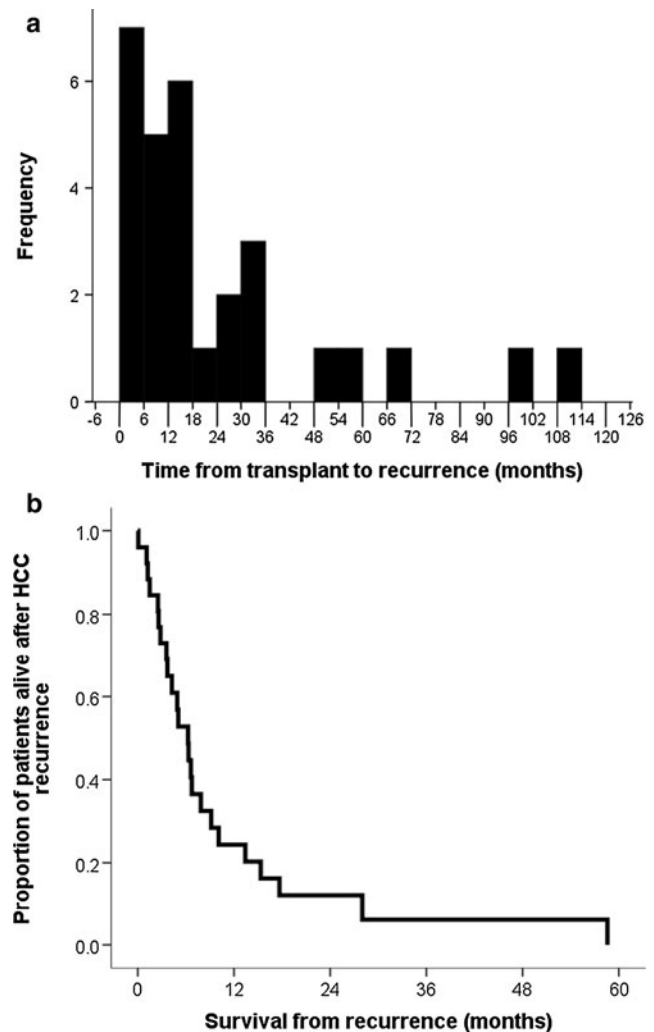 a
Frequency
6
4
2
0
-6 6 18 30 42 54 66 78 90 102 114 126
0 12 24 36 48 60 72 84 96 108 120
Time from transplant to recurrence (months)
b
Proportion of patients alive after HCC
recurrence
1.0
0.8
0.6
0.4
0.2
0.0
0 12 24 36 48 60
Survival from recurrence (months)